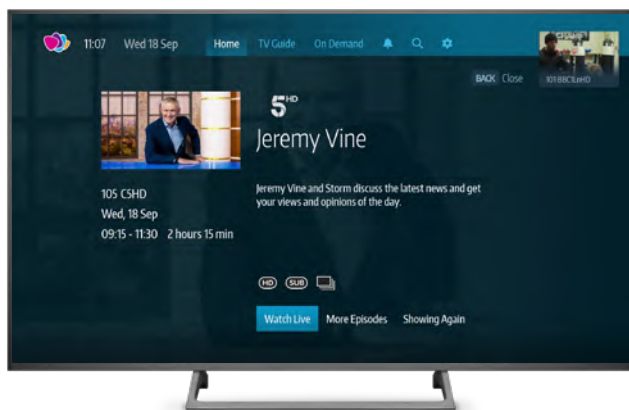 11:07 Wed 18 Sep Home TV Guide On Demand
BACK Close
101 BBC1LnHD
5HD
Jeremy Vine
105 C5HD
Wed, 18 Sep
09:15 - 11:30 2 hours 15 min
Jeremy Vine and Storm discuss the latest news and get
your views and opinions of the day.
HD SUB
Watch Live More Episodes Showing Again